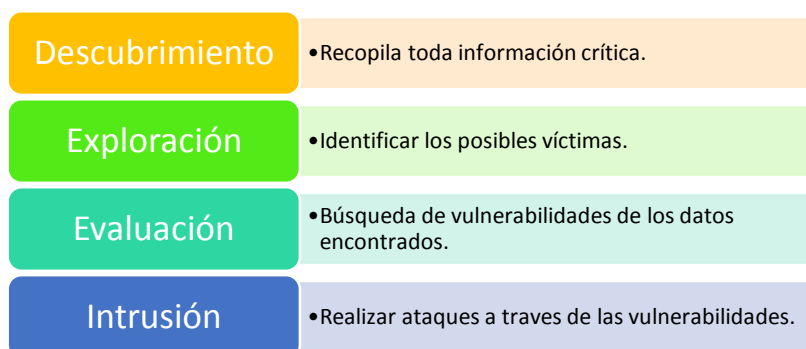 Descubrimiento
•Recopila toda información crítica.
Exploración
•Identificar los posibles víctimas.
Evaluación
•Búsqueda de vulnerabilidades de los datos
encontrados.
Intrusión
•Realizar ataques a traves de las vulnerabilidades.